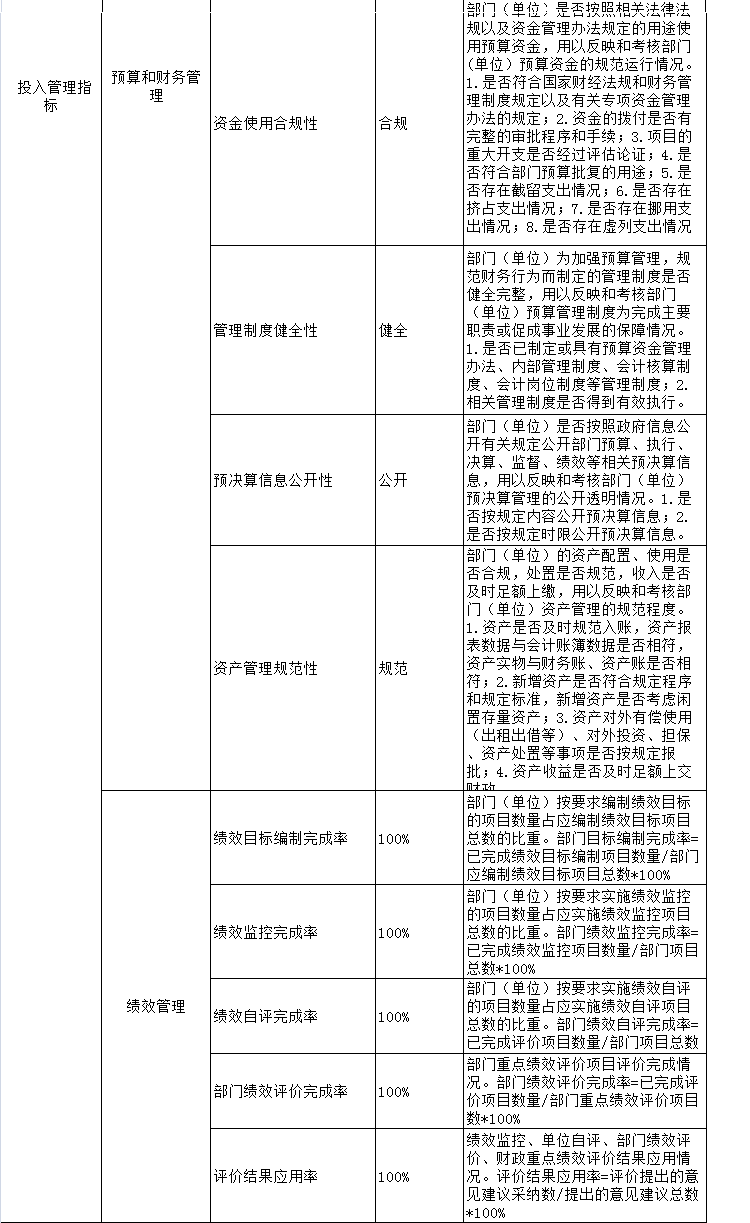 投入管理指
标
预算和财务管
理
资金使用合规性
合规
部门（单位）是否按照相关法律法
规以及资金管理办法规定的用途使
用预算资金，用以反映和考核部门
(单位）预算资金的规范运行情况。
1.是否符合国家财经法规和财务管
理制度规定以及有关专项资金管理
办法的规定；2.资金的拨付是否有
完整的审批程序和手续；3.项目的
重大开支是否经过评估论证；4.是
否符合部门预算批复的用途；5.是
否存在截留支出情况；6.是否存在
挤占支出情况；7.是否存在挪用支
出情况；8.是否存在虚列支出情况
管理制度健全性
健全
部门（单位）为加强预算管理，规
范财务行为而制定的管理制度是否
健全完整，用以反映和考核部门
（单位）预算管理制度为完成主要
职责或促成事业发展的保障情况。
1.是否已制定或具有预算资金管理
办法、内部管理制度、会计核算制
度、会计岗位制度等管理制度；2.
相关管理制度是否得到有效执行。
预决算信息公开性
公开
部门（单位）是否按照政府信息公
开有关规定公开部门预算、执行、
决算、监督、绩效等相关预决算信
息，用以反映和考核部门（单位）
预决算管理的公开透明情况。1.是
否按规定内容公开预决算信息；2.
是否按规定时限公开预决算信息。
资产管理规范性
规范
部门（单位）的资产配置、使用是
否合规，处置是否规范，收入是否
及时足额上缴，用以反映和考核部
门（单位）资产管理的规范程度。
1.资产是否及时规范入账，资产报
表数据与会计账簿数据是否相符，
资产实物与财务账、资产账是否相
符；2.新增资产是否符合规定程序
和规定标准，新增资产是否考虑闲
置存量资产；3.资产对外有偿使用
（出租出借等）、对外投资、担保
、资产处置等事项是否按规定报
批；4.资产收益是否及时足额上交
财政
绩效管理
绩效目标编制完成率
100%
部门（单位）按要求编制绩效目标
的项目数量占应编制绩效目标项目
总数的比重。部门目标编制完成率=
已完成绩效目标编制项目数量/部门
应编制绩效目标项目总数*100%
绩效监控完成率
100%
部门（单位）按要求实施绩效监控
的项目数量占应实施绩效监控项目
总数的比重。部门绩效监控完成率=
已完成绩效监控项目数量/部门项目
总数*100%
绩效自评完成率
100%
部门（单位）按要求实施绩效自评
的项目数量占应实施绩效自评项目
总数的比重。部门绩效自评完成率=
已完成评价项目数量/部门项目总数
部门绩效评价完成率
100%
部门重点绩效评价项目评价完成情
况。部门绩效评价完成率=已完成评
价项目数量/部门重点绩效评价项目
数*100%
评价结果应用率
100%
绩效监控、单位自评、部门绩效评
价、财政重点绩效评价结果应用情
况。评价结果应用率=评价提出的意
见建议采纳数/提出的意见建议总数
*100%